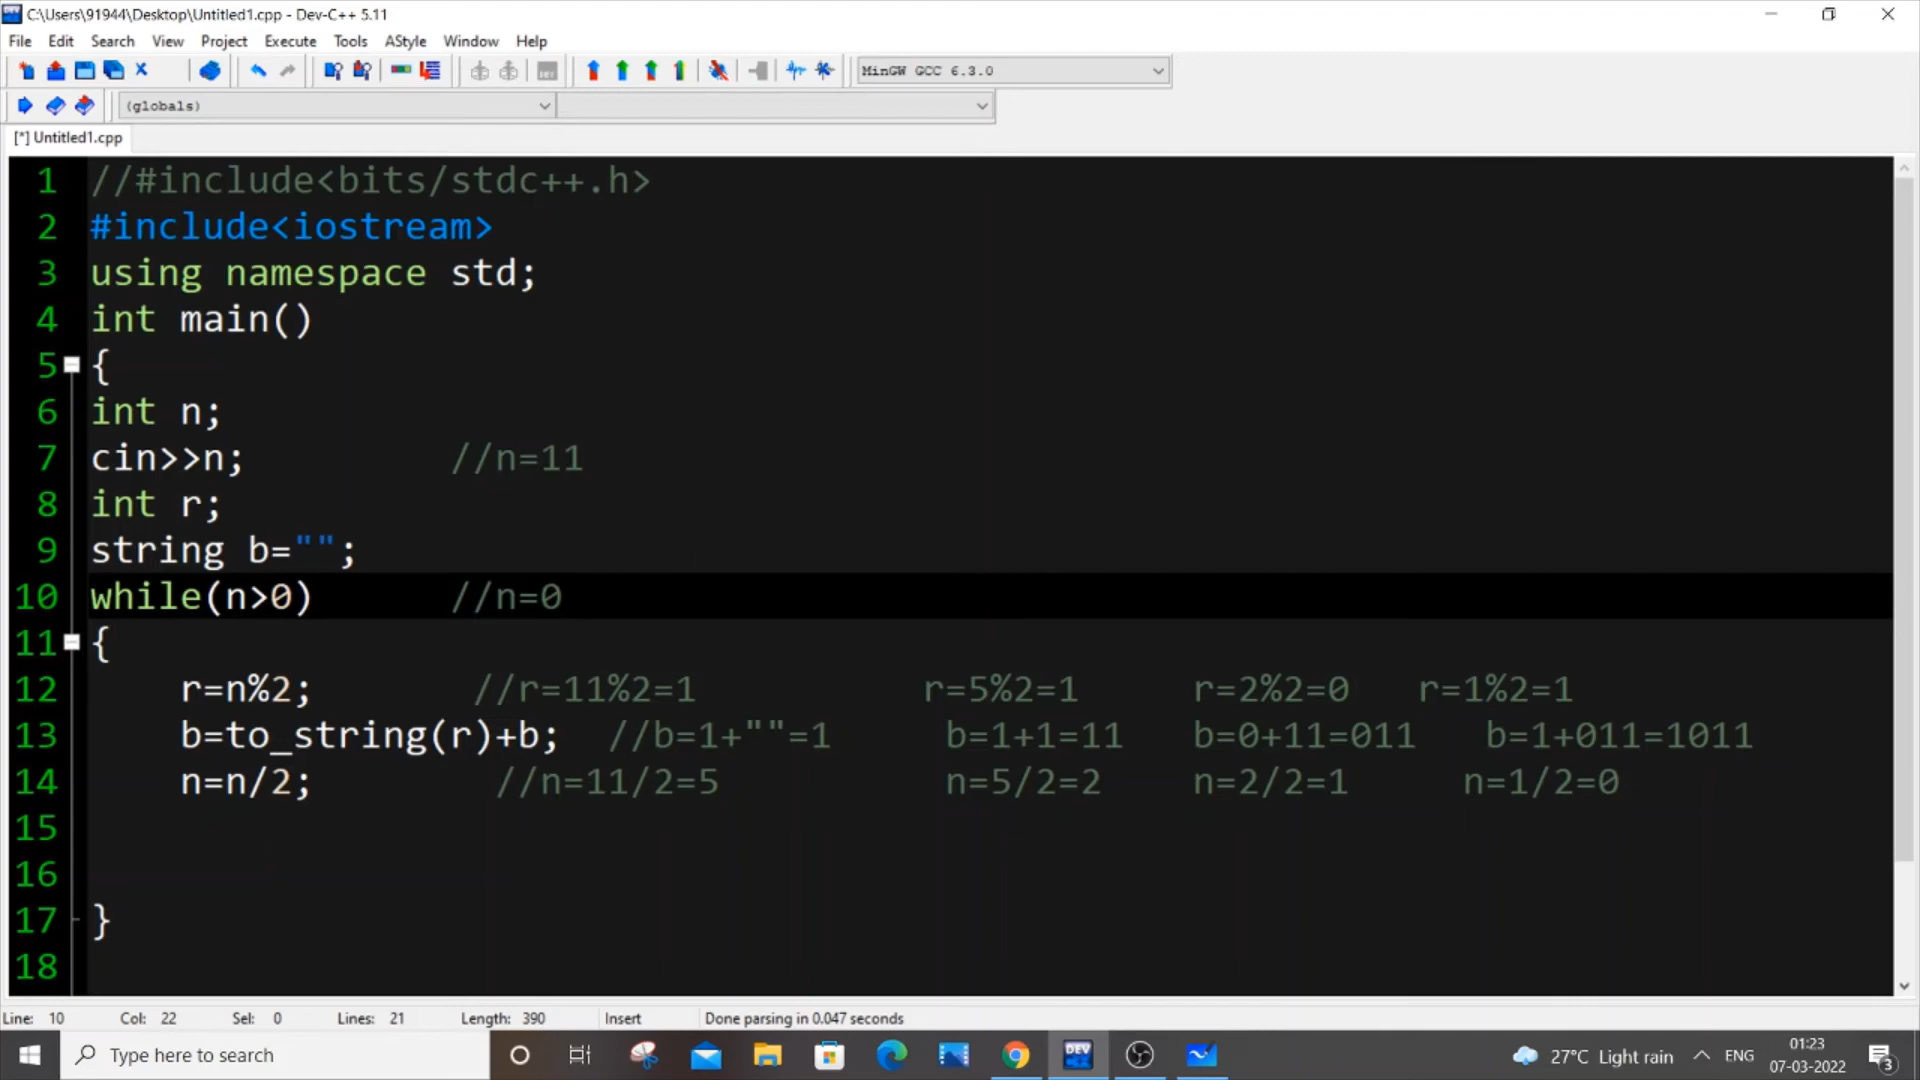 C:\Users\91944\Desktop\Untitled1.cpp - Dev-C++ 5.11
File Edit Search View Project Execute Tools AStyle Window Help
MinGW GCC 6.3.0
(globals)
[*] Untitled1.cpp
1 //#include<bits/stdc++.h>
2 #include<iostream>
3 using namespace std;
4 int main()
5 {
6 int n;
7 cin>>n; //n=11
8 int r;
9 string b="";
10 while(n>0) //n=0
11 {
12 r=n%2; //r=11%2=1 r=5%2=1 r=2%2=0 r=1%2=1
13 b=to_string(r)+b; //b=1+""=1 b=1+1=11 b=0+11=011 b=1+011=1011
14 n=n/2; //n=11/2=5 n=5/2=2 n=2/2=1 n=1/2=0
15
16
17 }
18
Line: 10 Col: 22 Sel: 0 Lines: 21 Length: 390 Insert Done parsing in 0.047 seconds
Type here to search
DEV
27°C Light rain
ENG
01:23
07-03-2022
3